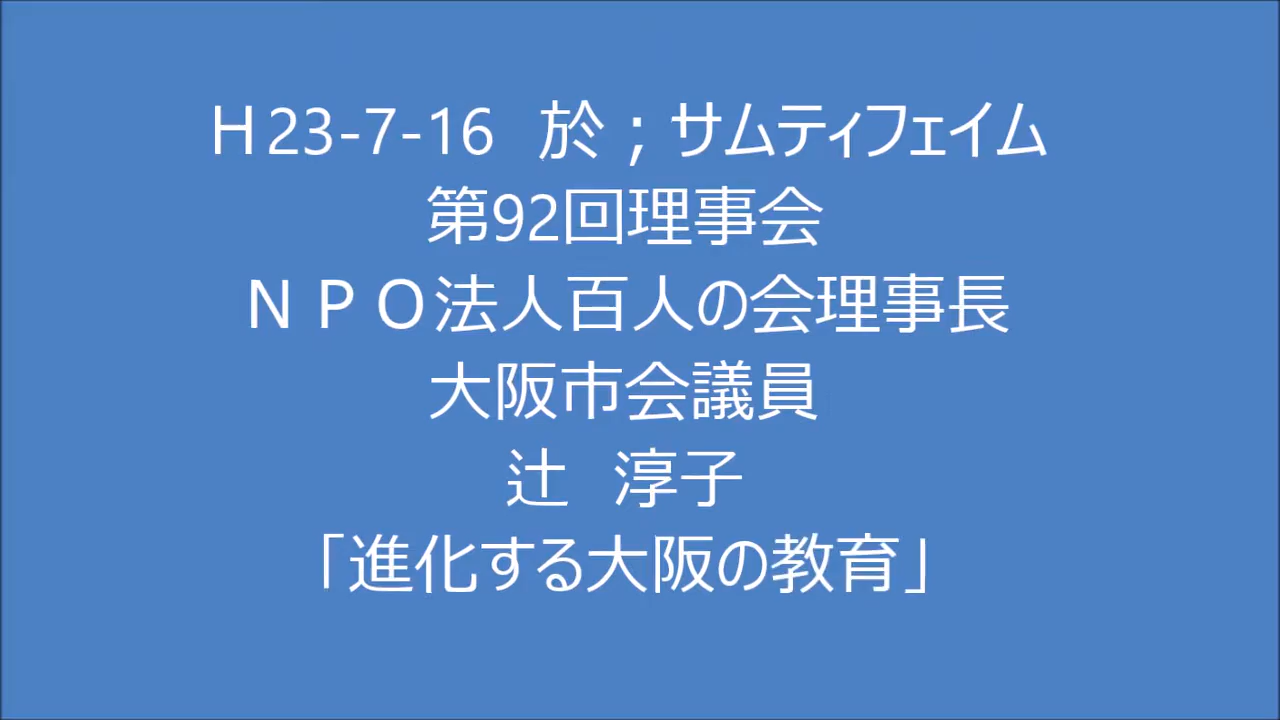 Ｈ23-7-16　於；サムティフェイム
第92回理事会
ＮＰＯ法人百人の会理事長
大阪市会議員
辻　淳子
「進化する大阪の教育」